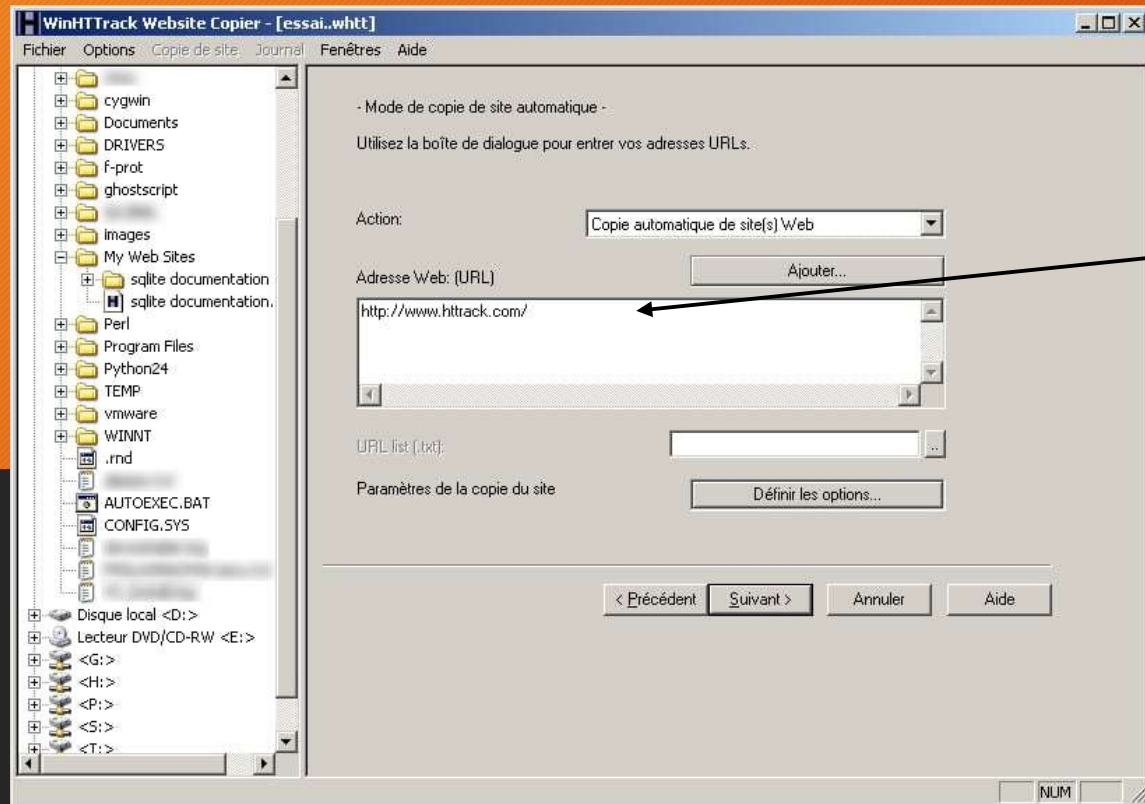 WinHTTrack Website Copier - [essai..whtt]
Fichier Options Copie de site Journal Fenêtres Aide
cygwin
Documents
DRIVERS
f-prot
ghostscript
images
My Web Sites
sqlite documentation
sqlite documentation.
Perl
Program Files
Python24
TEMP
vmware
WINNT
.rnd
AUTOEXEC.BAT
CONFIG.SYS
Disque local <D:>
Lecteur DVD/CD-RW <E:>
<G:>
<H:>
<P:>
<S:>
<T:>
- Mode de copie de site automatique -
Utilisez la boîte de dialogue pour entrer vos adresses URLs.
Action:
Copie automatique de site(s) Web
Adresse Web: (URL)
Ajouter...
http://www.httrack.com/
URL list (.txt):
..
Paramètres de la copie du site
Définir les options...
< Précédent
Suivant >
Annuler
Aide
NUM